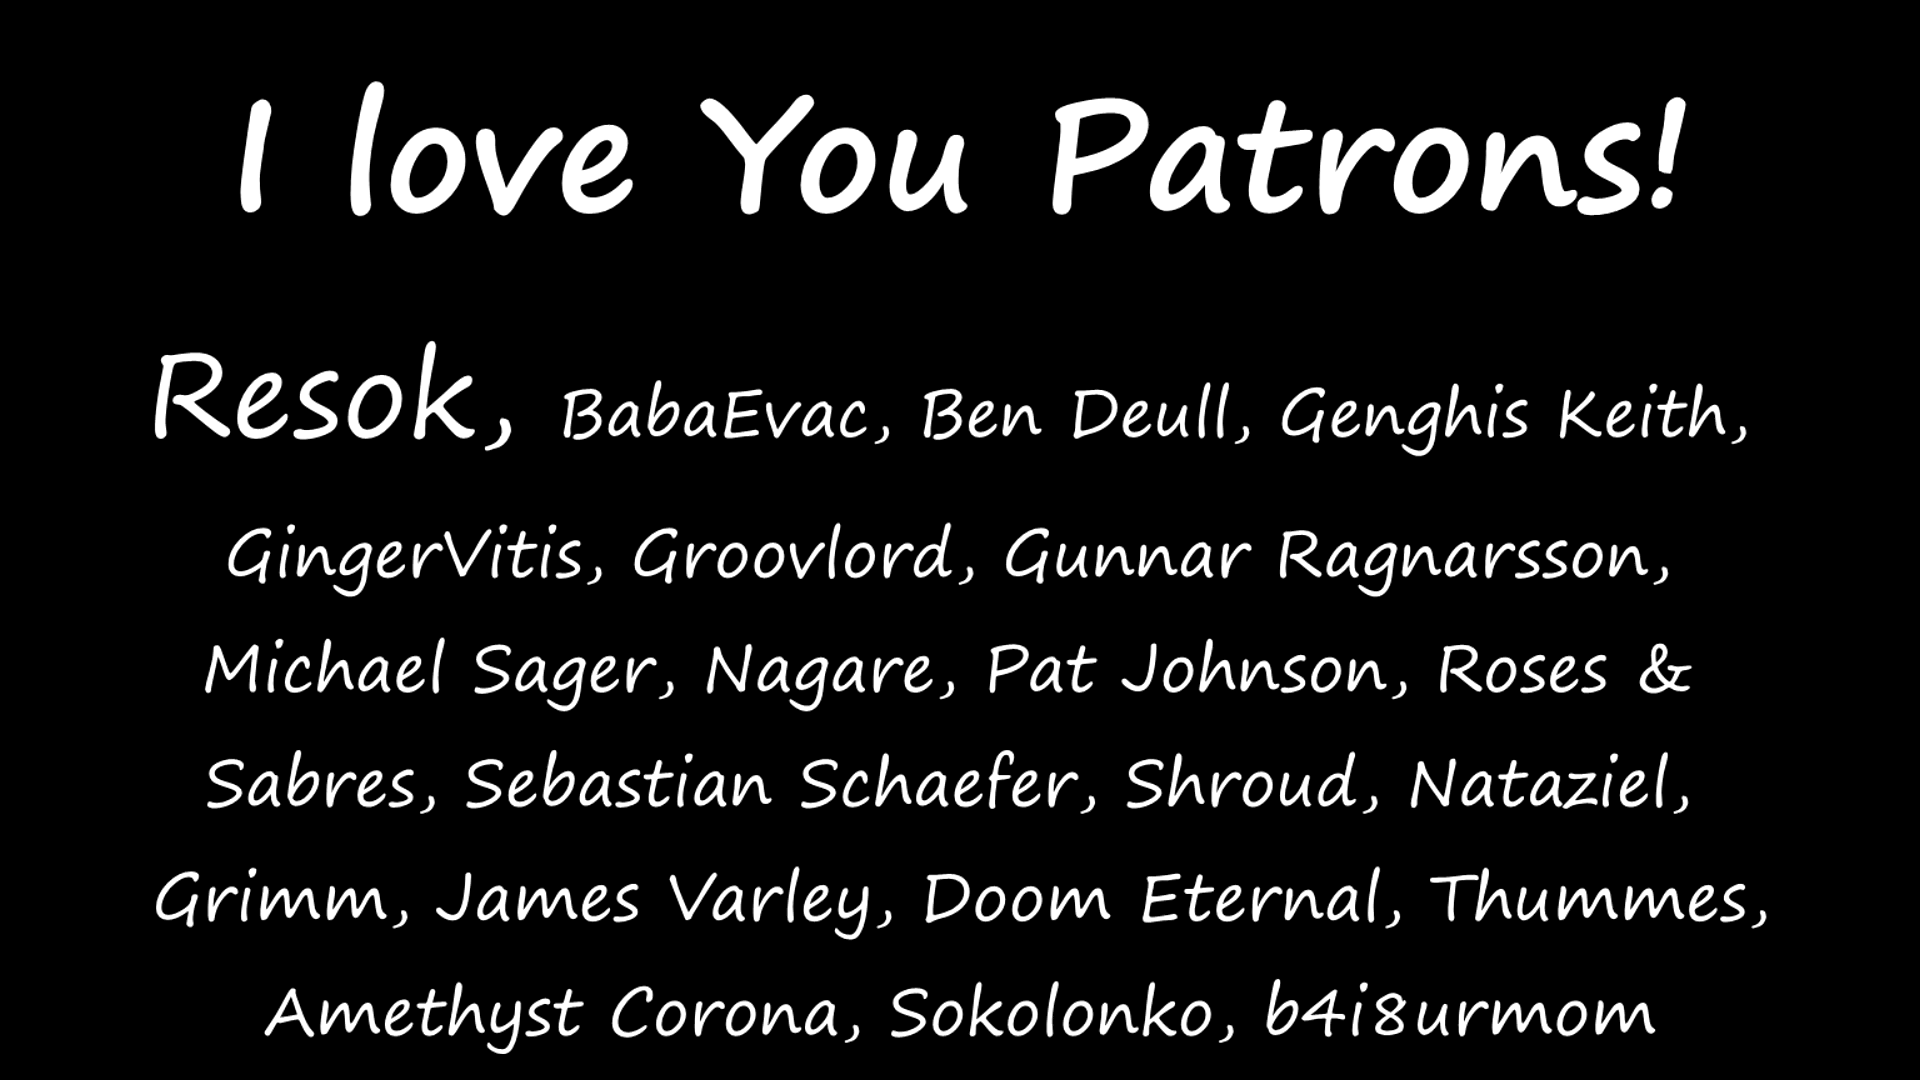 I love You Patrons!
Resok, BabaEvac, Ben Deull, Genghis Keith,
GingerVitis, Groovlord, Gunnar Ragnarsson,
Michael Sager, Nagare, Pat Johnson, Roses &
Sabres, Sebastian Schaefer, Shroud, Nataziel,
Grimm, James Varley, Doom Eternal, Thummes,
Amethyst Corona, Sokolonko, b4i8urmom